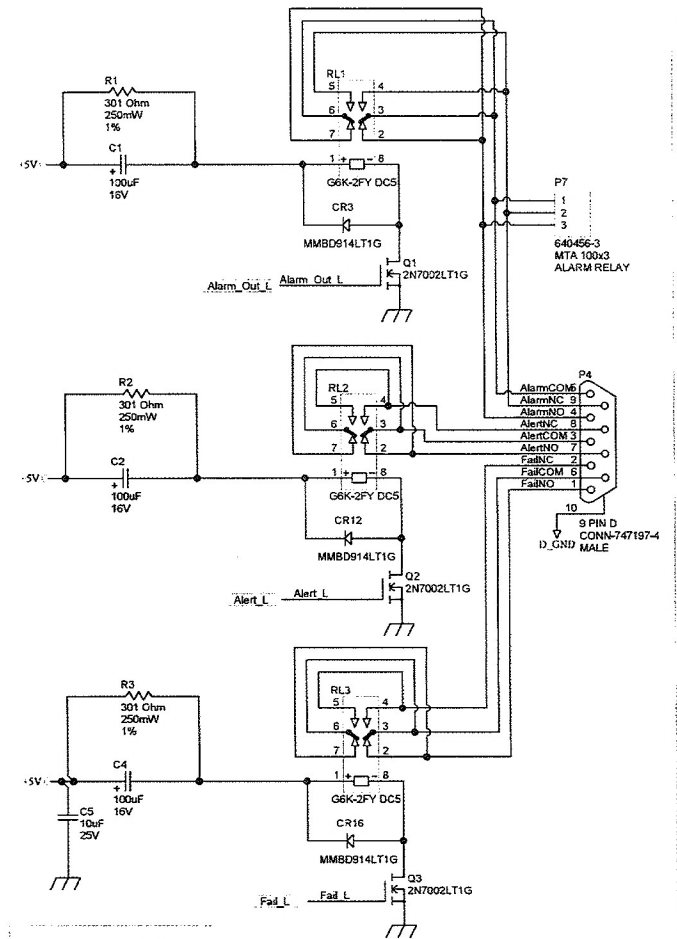 R1
301 Ohm
250mW
1%
C1
+5V
+
100uF
16V
RL1
5 4
6 3
7 2
1 + - 8
G6K-2FY DC5
CR3
MMBD914LT1G
Q1
2N7002LT1G
Alarm_Out_L Alarm_Out_L
P7
1
2
3
640456-3
MTA 100x3
ALARM RELAY
R2
301 Ohm
250mW
1%
C2
+5V
+
100uF
16V
RL2
5 4
6 3
7 2
1 + - 8
G6K-2FY DC5
CR12
MMBD914LT1G
Q2
2N7002LT1G
Alert_L Alert_L
P4
AlarmCOM 5
AlarmNC 9
AlarmNO 4
AlertNC 8
AlertCOM 3
AlertNO 7
FailNC 2
FailCOM 6
FailNO 1
10
D_GND
9 PIN D
CONN-747197-4
MALE
R3
301 Ohm
250mW
1%
C4
+5V
+
100uF
16V
C5
10uF
25V
RL3
5 4
6 3
7 2
1 + - 8
G6K-2FY DC5
CR16
MMBD914LT1G
Q3
2N7002LT1G
Fail_L Fail_L